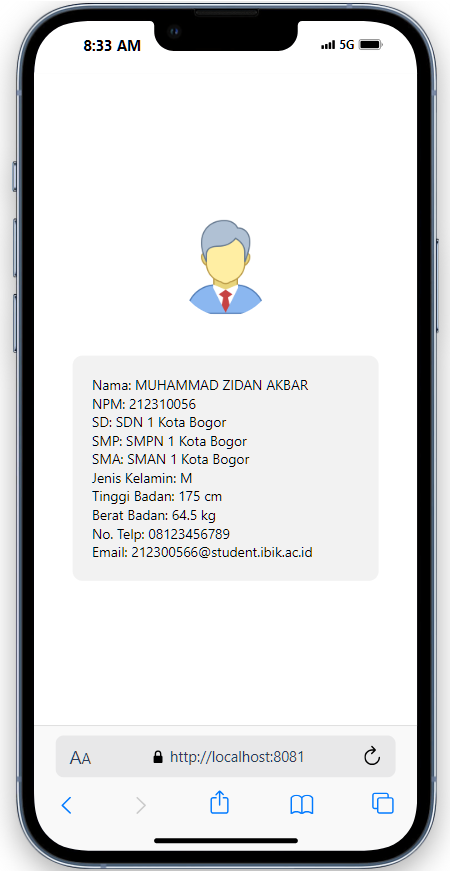 8:33 AM
5G
Nama: MUHAMMAD ZIDAN AKBAR
NPM: 212310056
SD: SDN 1 Kota Bogor
SMP: SMPN 1 Kota Bogor
SMA: SMAN 1 Kota Bogor
Jenis Kelamin: M
Tinggi Badan: 175 cm
Berat Badan: 64.5 kg
No. Telp: 08123456789
Email: 212300566@student.ibik.ac.id
AA
http://localhost:8081